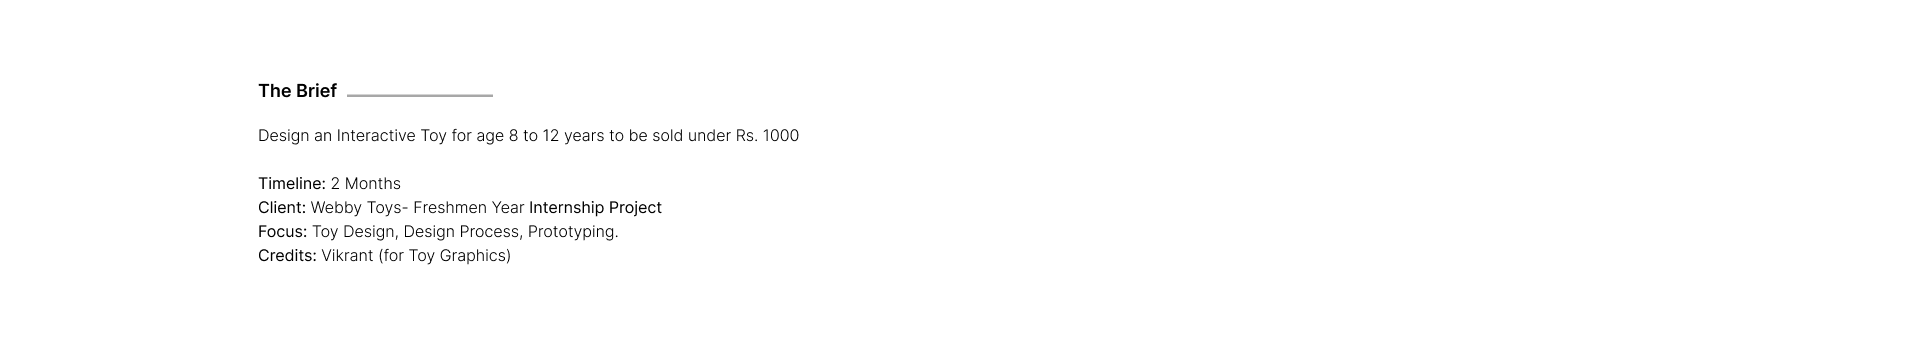 The Brief
Design an Interactive Toy for age 8 to 12 years to be sold under Rs. 1000
Timeline: 2 Months
Client: Webby Toys- Freshmen Year Internship Project
Focus: Toy Design, Design Process, Prototyping.
Credits: Vikrant (for Toy Graphics)